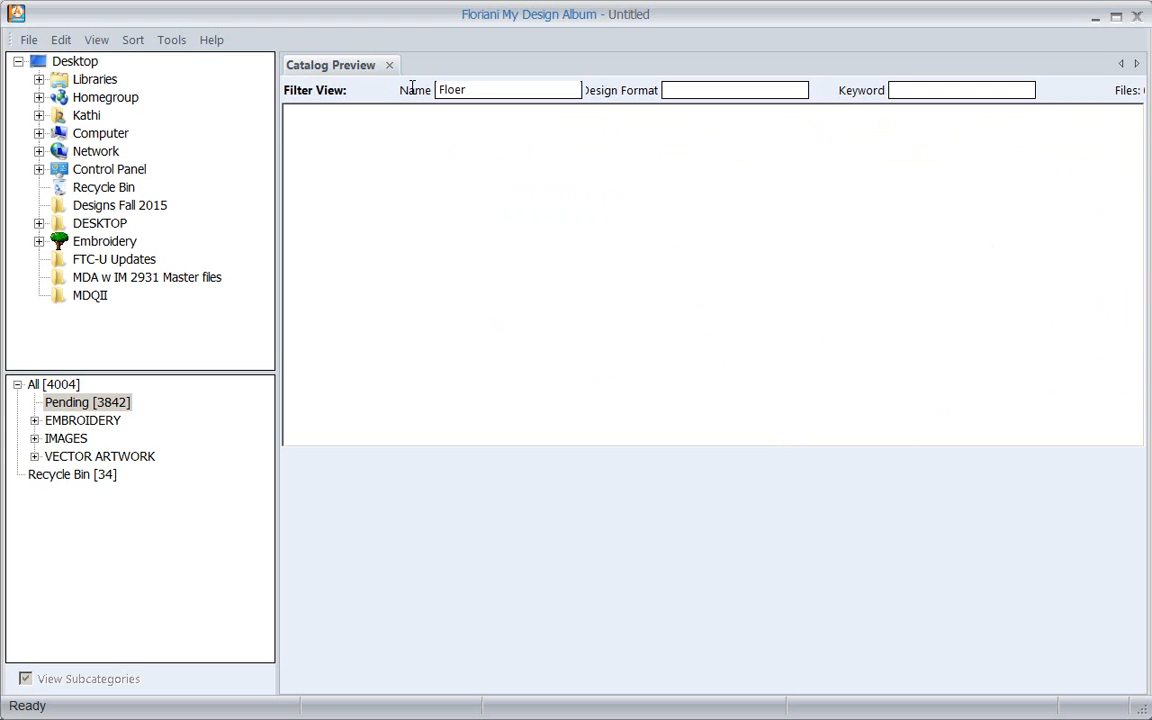 Floriani My Design Album - Untitled
File Edit View Sort Tools Help
Desktop
Libraries
Homegroup
Kathi
Computer
Network
Control Panel
Recycle Bin
Designs Fall 2015
DESKTOP
Embroidery
FTC-U Updates
MDA w IM 2931 Master files
MDQII
All [4004]
Pending [3842]
EMBROIDERY
IMAGES
VECTOR ARTWORK
Recycle Bin [34]
View Subcategories
Catalog Preview
Filter View: Name Floer Design Format Keyword Files:
Ready